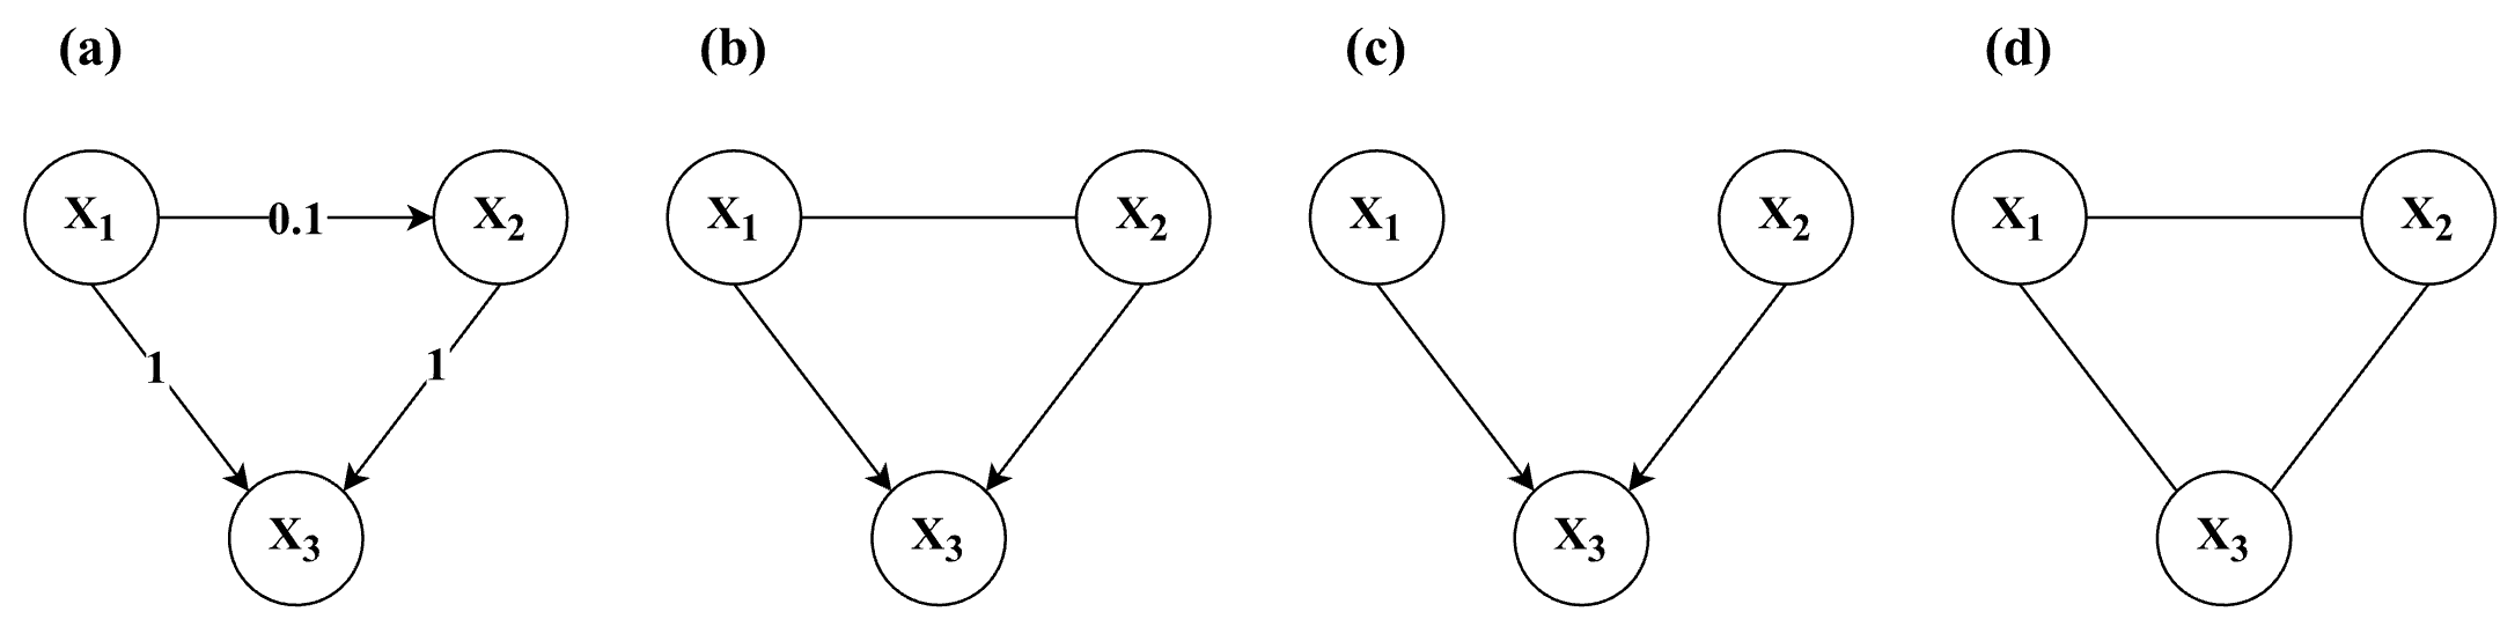 (a) (b) (c) (d)
X₁ 0.1 X₂ X₁ X₂ X₁ X₂ X₁ X₂
1 1
X₃ X₃ X₃ X₃